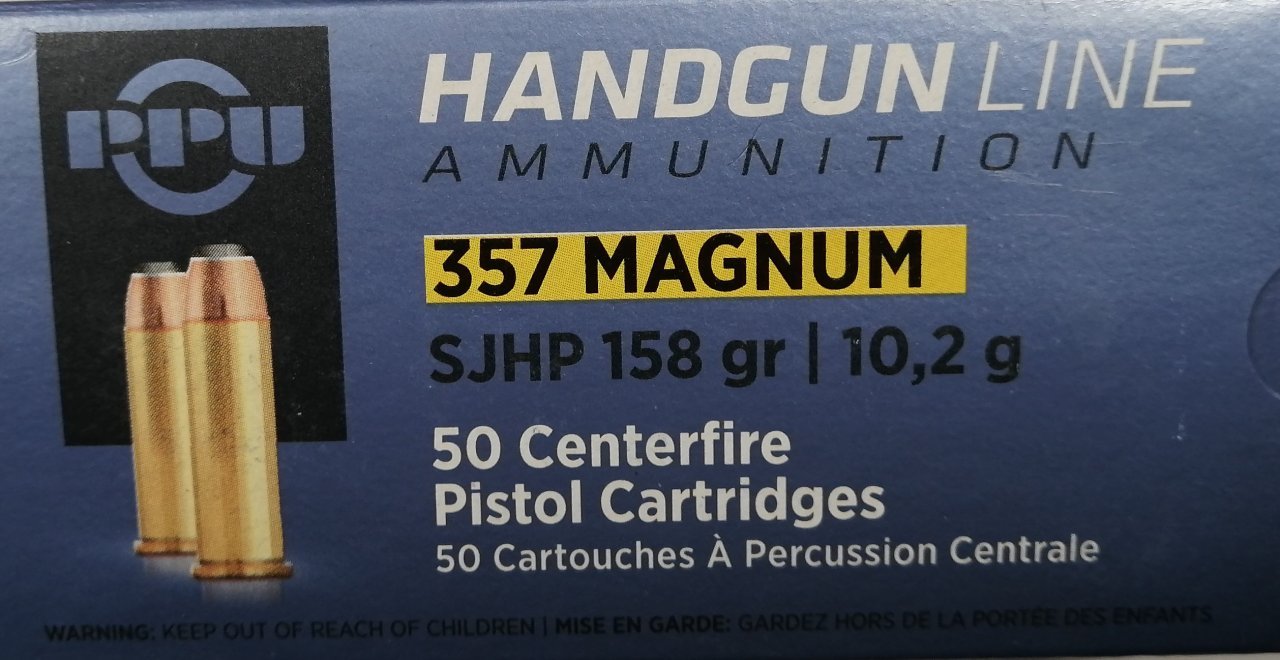 PPU
HANDGUN LINE
AMMUNITION
357 MAGNUM
SJHP 158 gr | 10,2 g
50 Centerfire
Pistol Cartridges
50 Cartouches À Percussion Centrale
WARNING: KEEP OUT OF REACH OF CHILDREN | MISE EN GARDE: GARDEZ HORS DE LA PORTÉE DES ENFANTS